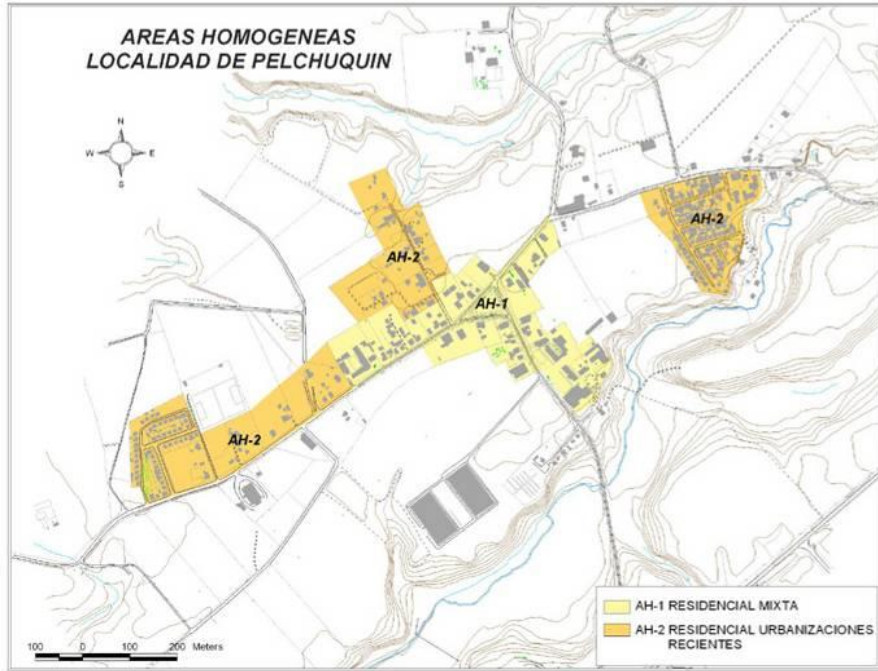 AREAS HOMOGENEAS
LOCALIDAD DE PELCHUQUIN
N
W E
S
AH-2
AH-2
AH-1
AH-2
AH-1 RESIDENCIAL MIXTA
AH-2 RESIDENCIAL URBANIZACIONES
RECIENTES
100 0 100 200 Meters